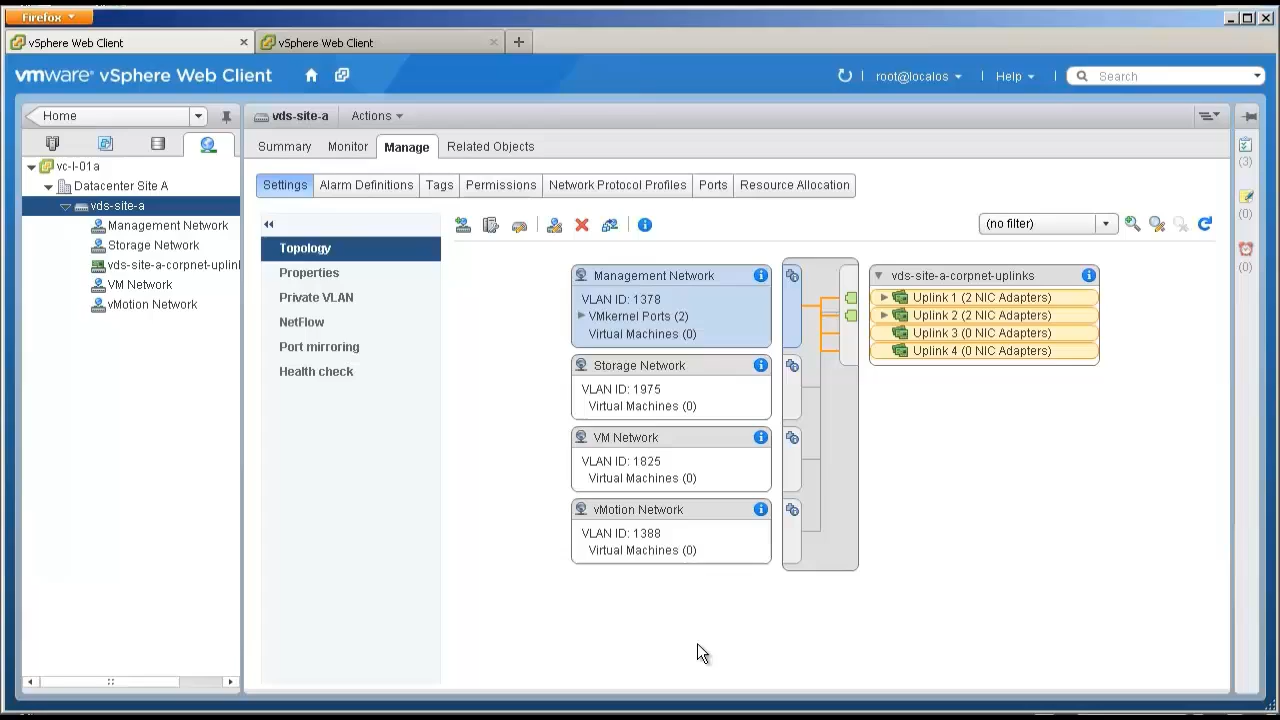 Firefox
vSphere Web Client
vSphere Web Client
vmware® vSphere Web Client
root@localos
Help
Search
Home
vds-site-a
Actions
Summary
Monitor
Manage
Related Objects
vc-l-01a
Datacenter Site A
vds-site-a
Management Network
Storage Network
vds-site-a-corpnet-uplin
VM Network
vMotion Network
Settings
Alarm Definitions
Tags
Permissions
Network Protocol Profiles
Ports
Resource Allocation
Topology
Properties
Private VLAN
NetFlow
Port mirroring
Health check
(no filter)
Management Network
VLAN ID: 1378
VMkernel Ports (2)
Virtual Machines (0)
Storage Network
VLAN ID: 1975
Virtual Machines (0)
VM Network
VLAN ID: 1825
Virtual Machines (0)
vMotion Network
VLAN ID: 1388
Virtual Machines (0)
vds-site-a-corpnet-uplinks
Uplink 1 (2 NIC Adapters)
Uplink 2 (2 NIC Adapters)
Uplink 3 (0 NIC Adapters)
Uplink 4 (0 NIC Adapters)
(3)
(0)
(0)